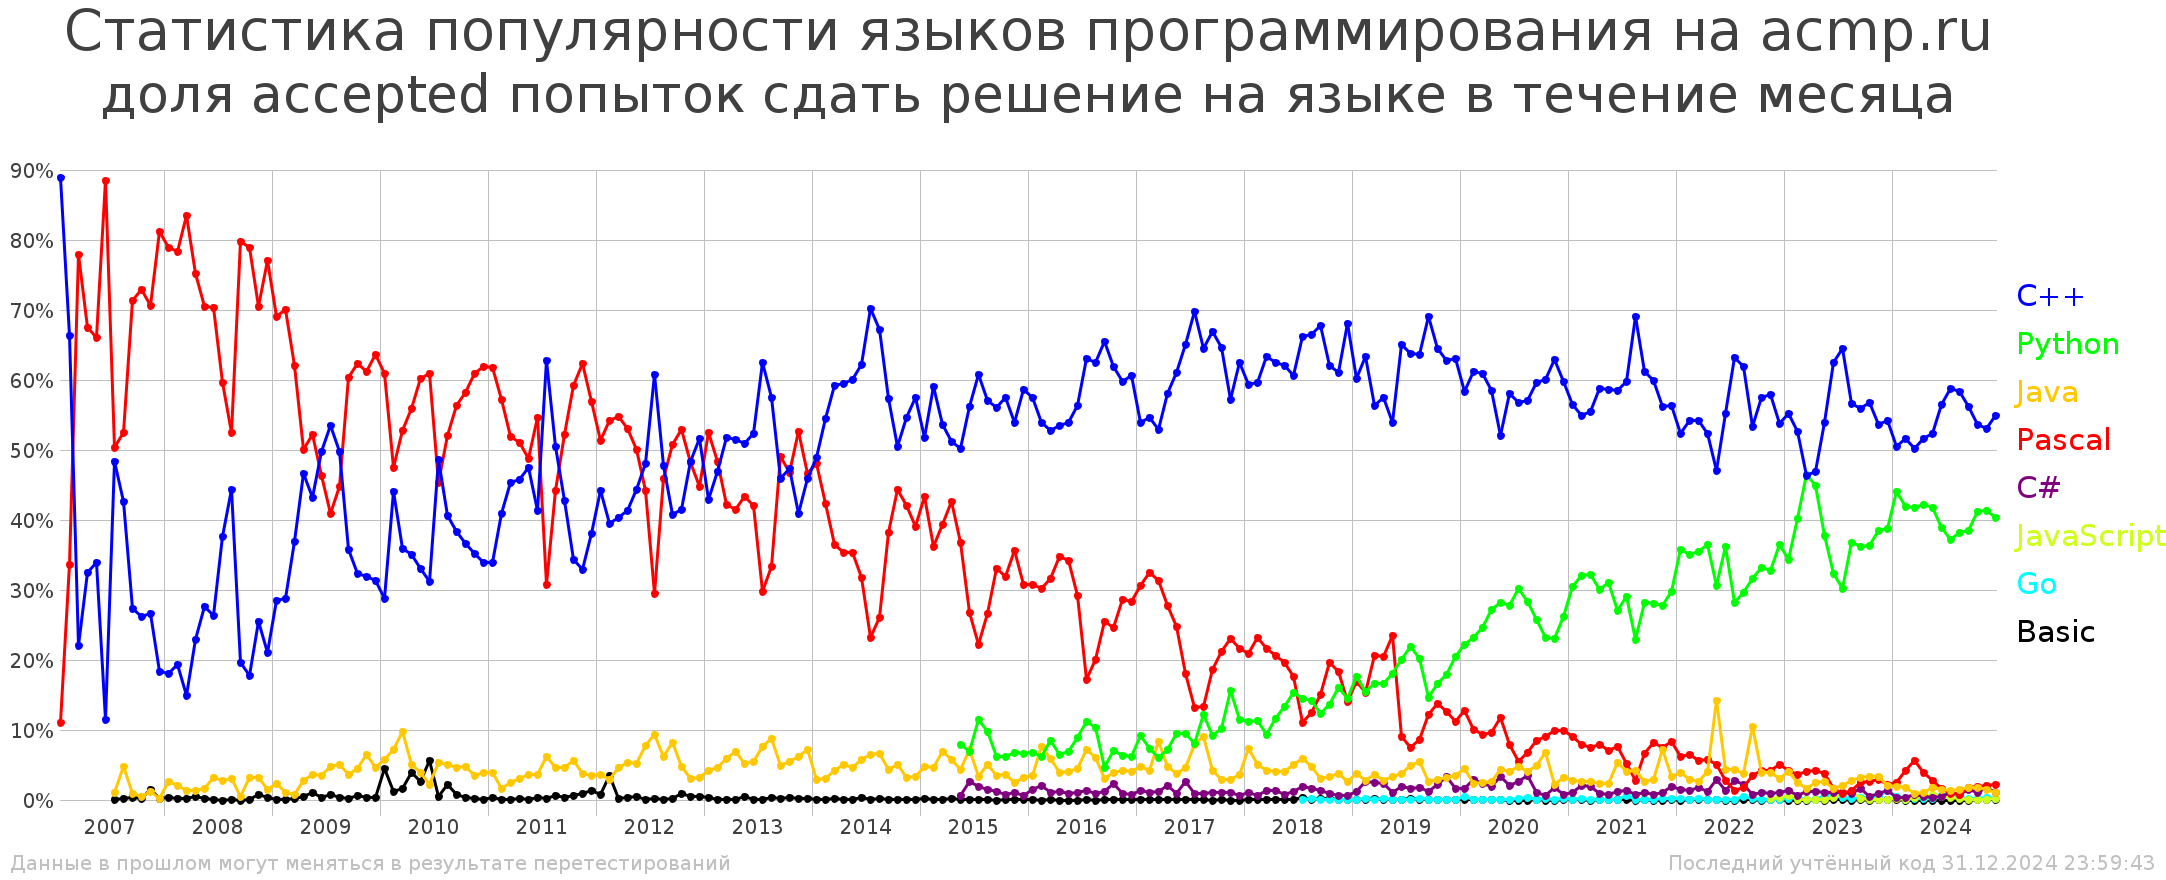 Статистика популярности языков программирования на acmp.ru
доля accepted попыток сдать решение на языке в течение месяца
90%
80%
70%
60%
50%
40%
30%
20%
10%
0%
2007 2008 2009 2010 2011 2012 2013 2014 2015 2016 2017 2018 2019 2020 2021 2022 2023 2024
C++
Python
Java
Pascal
C#
JavaScript
Go
Basic
Данные в прошлом могут меняться в результате перетестирований
Последний учтённый код 31.12.2024 23:59:43